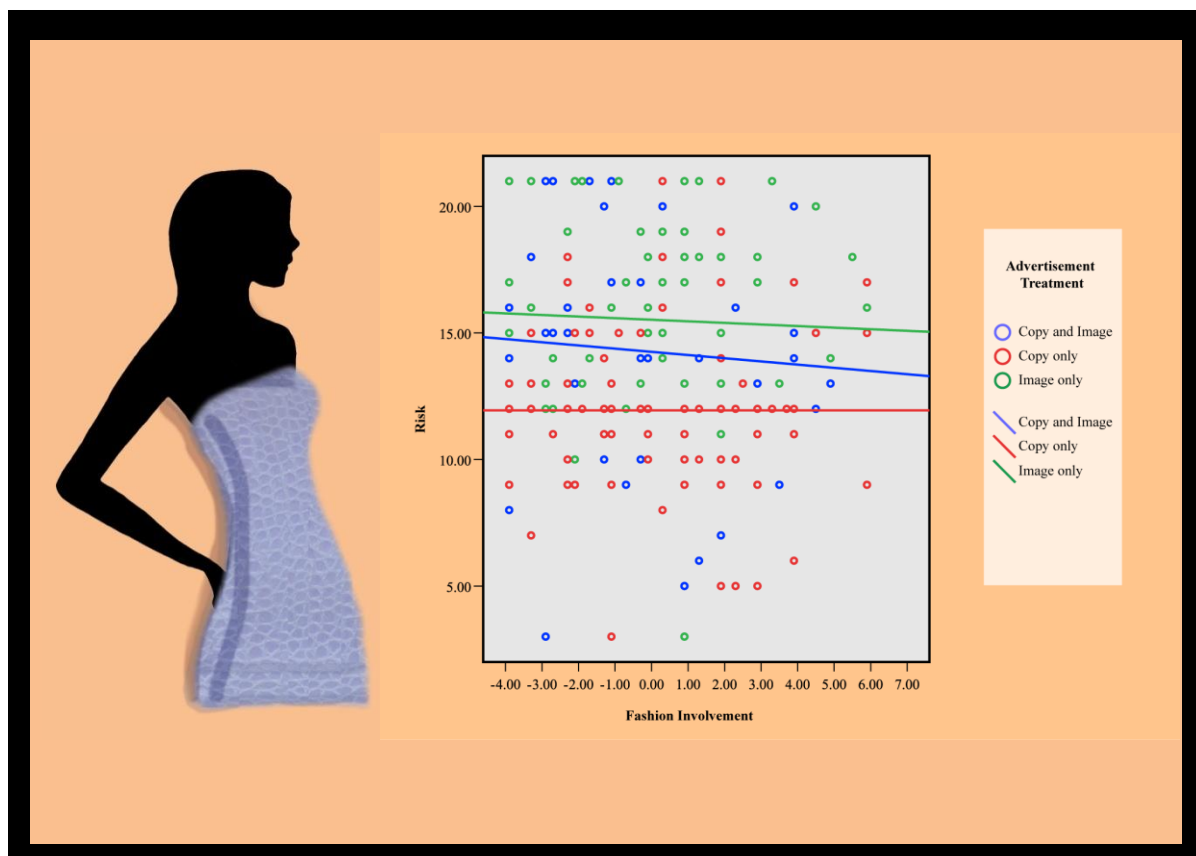 20.00
15.00
10.00
5.00
Risk
-4.00 -3.00 -2.00 -1.00 0.00 1.00 2.00 3.00 4.00 5.00 6.00 7.00
Fashion Involvement
Advertisement
Treatment
Copy and Image
Copy only
Image only
Copy and Image
Copy only
Image only